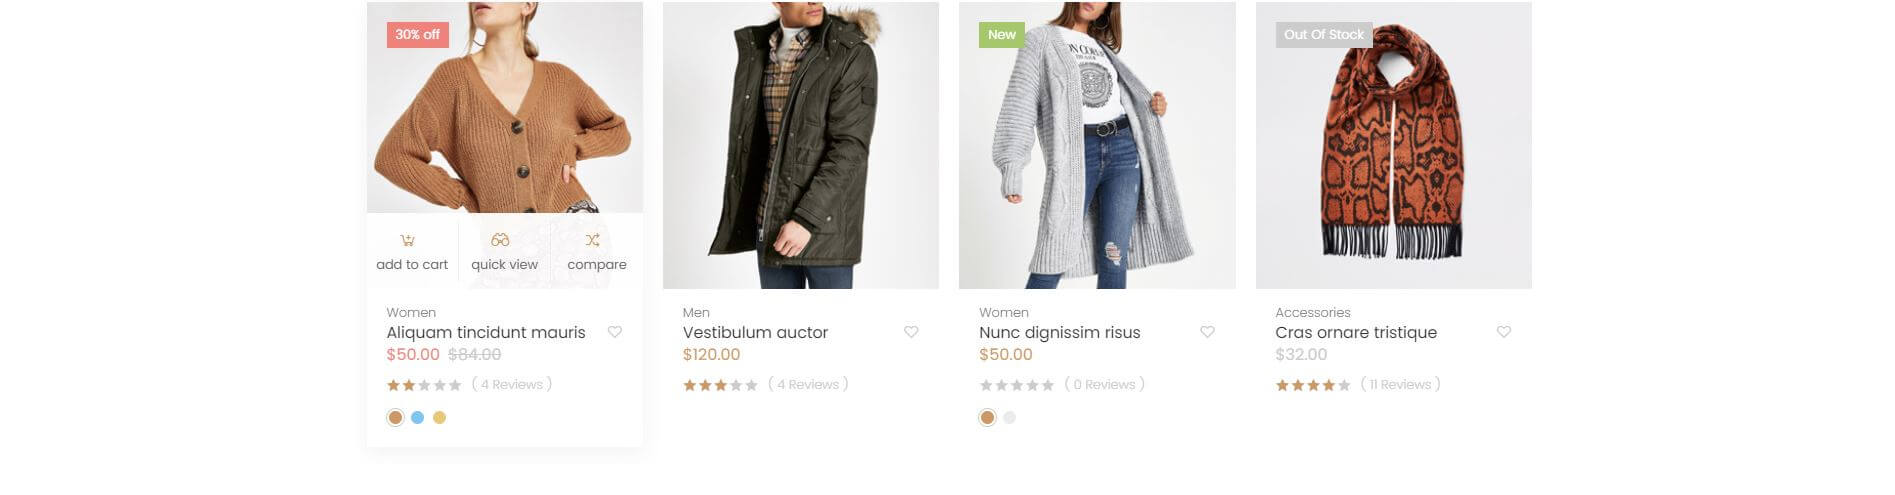 30% off
add to cart
quick view
compare
Women
Aliquam tincidunt mauris
$50.00 $84.00
( 4 Reviews )
Men
Vestibulum auctor
$120.00
( 4 Reviews )
New
Women
Nunc dignissim risus
$50.00
( 0 Reviews )
Out Of Stock
Accessories
Cras ornare tristique
$32.00
( 11 Reviews )